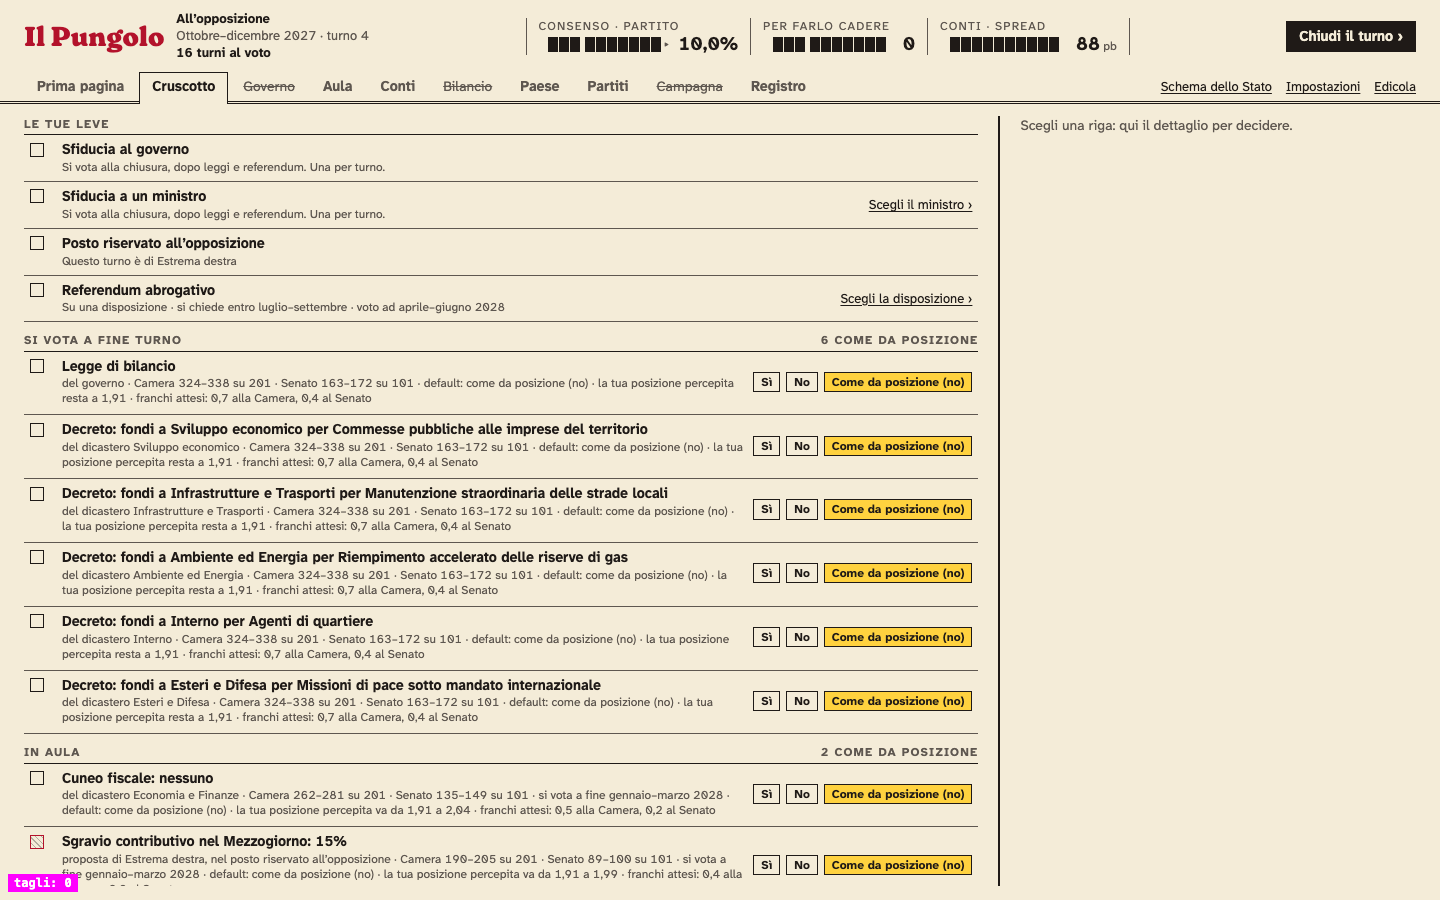 Il Pungolo
All'opposizione
Ottobre–dicembre 2027 · turno 4
16 turni al voto
CONSENSO · PARTITO
10,0%
PER FARLO CADERE
0
CONTI · SPREAD
88 pb
Chiudi il turno ›
Prima pagina
Cruscotto
Governo
Aula
Conti
Bilancio
Paese
Partiti
Campagna
Registro
Schema dello Stato
Impostazioni
Edicola
LE TUE LEVE
Sfiducia al governo
Si vota alla chiusura, dopo leggi e referendum. Una per turno.
Sfiducia a un ministro
Si vota alla chiusura, dopo leggi e referendum. Una per turno.
Scegli il ministro ›
Posto riservato all'opposizione
Questo turno è di Estrema destra
Referendum abrogativo
Su una disposizione · si chiede entro luglio–settembre · voto ad aprile–giugno 2028
Scegli la disposizione ›
SI VOTA A FINE TURNO
6 COME DA POSIZIONE
Legge di bilancio
del governo · Camera 324–338 su 201 · Senato 163–172 su 101 · default: come da posizione (no) · la tua posizione percepita
resta a 1,91 · franchi attesi: 0,7 alla Camera, 0,4 al Senato
Sì
No
Come da posizione (no)
Decreto: fondi a Sviluppo economico per Commesse pubbliche alle imprese del territorio
del dicastero Sviluppo economico · Camera 324–338 su 201 · Senato 163–172 su 101 · default: come da posizione (no) · la tua
posizione percepita resta a 1,91 · franchi attesi: 0,7 alla Camera, 0,4 al Senato
Sì
No
Come da posizione (no)
Decreto: fondi a Infrastrutture e Trasporti per Manutenzione straordinaria delle strade locali
del dicastero Infrastrutture e Trasporti · Camera 324–338 su 201 · Senato 163–172 su 101 · default: come da posizione (no) ·
la tua posizione percepita resta a 1,91 · franchi attesi: 0,7 alla Camera, 0,4 al Senato
Sì
No
Come da posizione (no)
Decreto: fondi a Ambiente ed Energia per Riempimento accelerato delle riserve di gas
del dicastero Ambiente ed Energia · Camera 324–338 su 201 · Senato 163–172 su 101 · default: come da posizione (no) · la
tua posizione percepita resta a 1,91 · franchi attesi: 0,7 alla Camera, 0,4 al Senato
Sì
No
Come da posizione (no)
Decreto: fondi a Interno per Agenti di quartiere
del dicastero Interno · Camera 324–338 su 201 · Senato 163–172 su 101 · default: come da posizione (no) · la tua posizione
percepita resta a 1,91 · franchi attesi: 0,7 alla Camera, 0,4 al Senato
Sì
No
Come da posizione (no)
Decreto: fondi a Esteri e Difesa per Missioni di pace sotto mandato internazionale
del dicastero Esteri e Difesa · Camera 324–338 su 201 · Senato 163–172 su 101 · default: come da posizione (no) · la tua
posizione percepita resta a 1,91 · franchi attesi: 0,7 alla Camera, 0,4 al Senato
Sì
No
Come da posizione (no)
IN AULA
2 COME DA POSIZIONE
Cuneo fiscale: nessuno
del dicastero Economia e Finanze · Camera 262–281 su 201 · Senato 135–149 su 101 · si vota a fine gennaio–marzo 2028 ·
default: come da posizione (no) · la tua posizione percepita va da 1,91 a 2,04 · franchi attesi: 0,5 alla Camera, 0,2 al Senato
Sì
No
Come da posizione (no)
Sgravio contributivo nel Mezzogiorno: 15%
proposta di Estrema destra, nel posto riservato all'opposizione · Camera 190–205 su 201 · Senato 89–100 su 101 · si vota a
fine gennaio–marzo 2028 · default: come da posizione (no) · la tua posizione percepita va da 1,91 a 1,99 · franchi attesi: 0,4 alla
Sì
No
Come da posizione (no)
tagli: 0
Scegli una riga: qui il dettaglio per decidere.